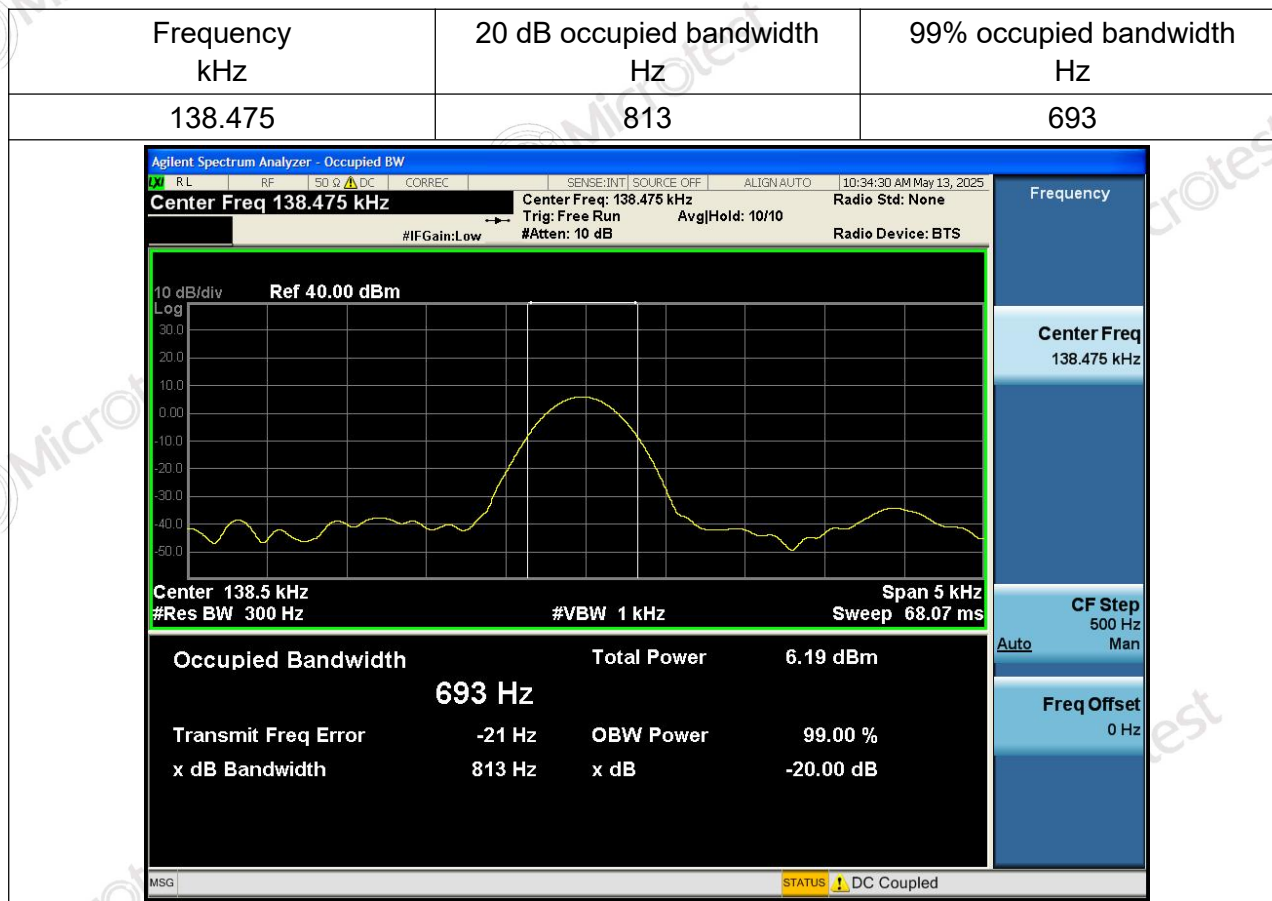 Frequency 20 dB occupied bandwidth 99% occupied bandwidth
kHz Hz Hz
138.475 813 693
Agilent Spectrum Analyzer - Occupied BW
LXI RL RF 50 Ω DC CORREC SENSE:INT SOURCE OFF ALIGN AUTO 10:34:30 AM May 13, 2025
Center Freq 138.475 kHz Center Freq: 138.475 kHz Radio Std: None
Trig: Free Run Avg|Hold: 10/10
#IFGain:Low #Atten: 10 dB Radio Device: BTS
Frequency
10 dB/div Ref 40.00 dBm
Log
30.0
20.0
10.0
0.00
-10.0
-20.0
-30.0
-40.0
-50.0
Center 138.5 kHz Span 5 kHz
#Res BW 300 Hz #VBW 1 kHz Sweep 68.07 ms
Occupied Bandwidth Total Power 6.19 dBm
693 Hz
Transmit Freq Error -21 Hz OBW Power 99.00 %
x dB Bandwidth 813 Hz x dB -20.00 dB
Center Freq
138.475 kHz
CF Step
500 Hz
Auto Man
Freq Offset
0 Hz
MSG STATUS DC Coupled
Microtest
Microtest